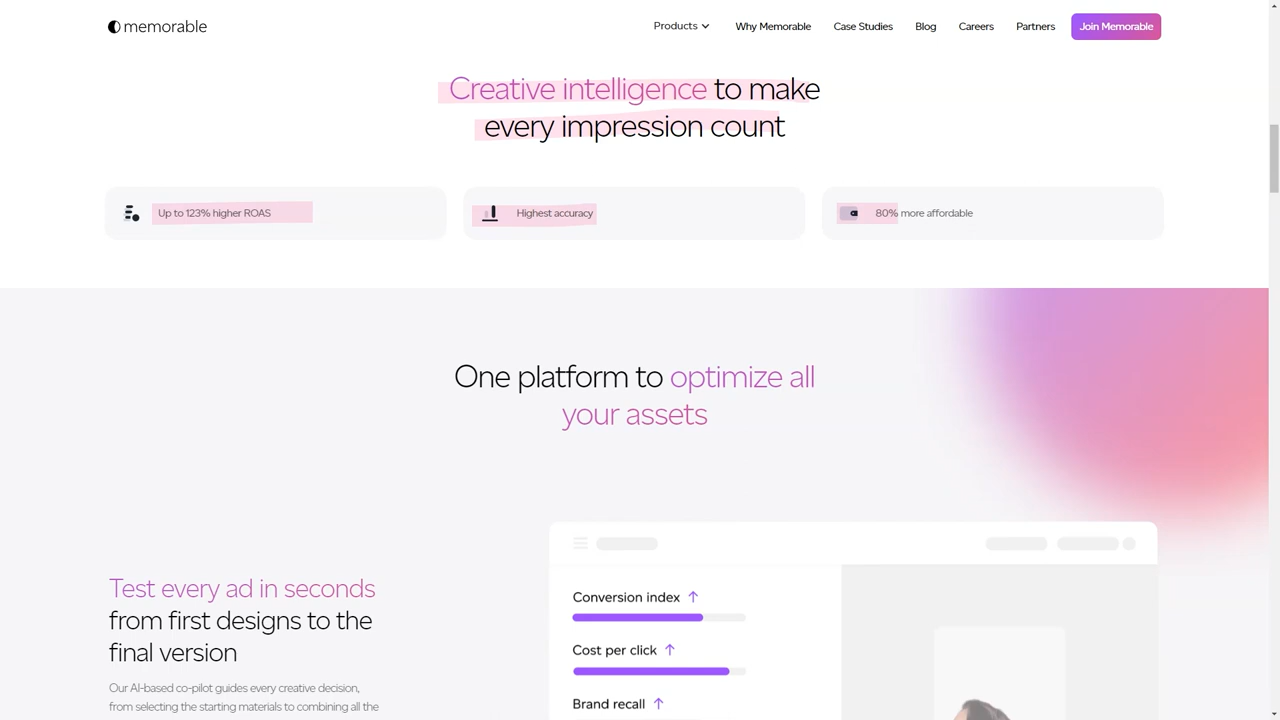 memorable
Products
Why Memorable
Case Studies
Blog
Careers
Partners
Join Memorable
Creative intelligence to make
every impression count
Up to 123% higher ROAS
Highest accuracy
80% more affordable
One platform to optimize all
your assets
Test every ad in seconds
from first designs to the
final version
Our AI-based co-pilot guides every creative decision,
from selecting the starting materials to combining all the
Conversion index
Cost per click
Brand recall